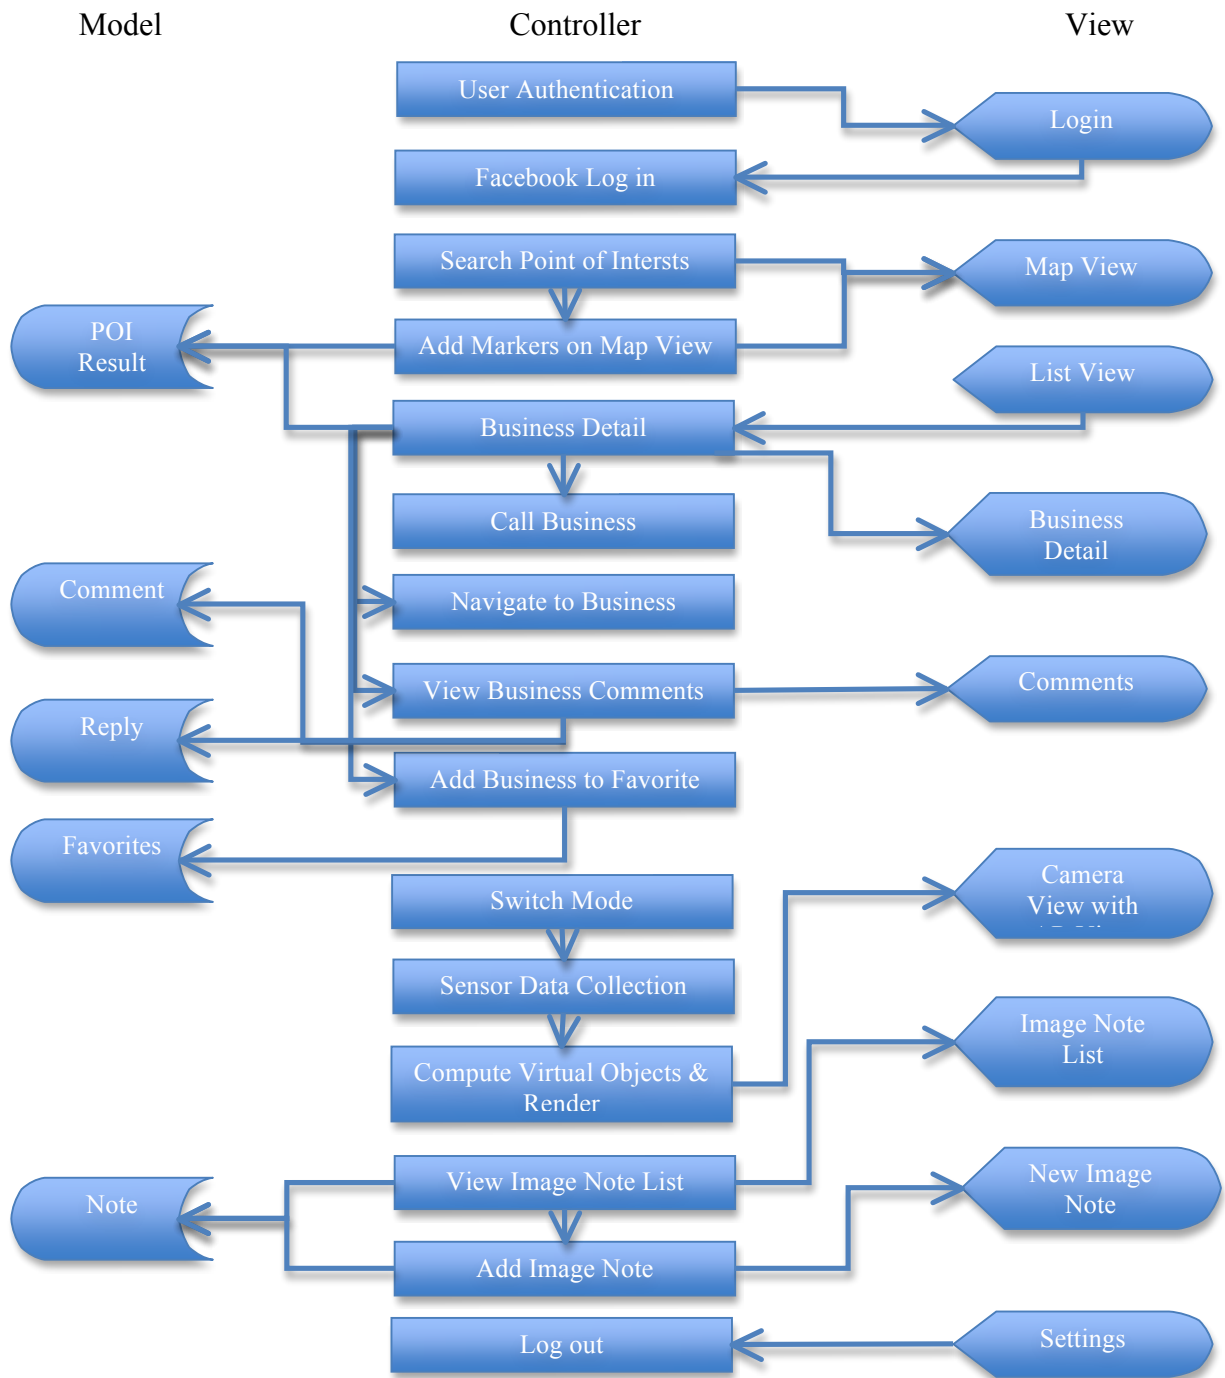 Model
Controller
View
User Authentication
Login
Facebook Log in
Search Point of Intersts
Map View
POI
Result
Add Markers on Map View
List View
Business Detail
Call Business
Business
Detail
Comment
Navigate to Business
View Business Comments
Comments
Reply
Add Business to Favorite
Favorites
Switch Mode
Camera
View with
Sensor Data Collection
Image Note
List
Compute Virtual Objects &
Render
View Image Note List
New Image
Note
Note
Add Image Note
Log out
Settings